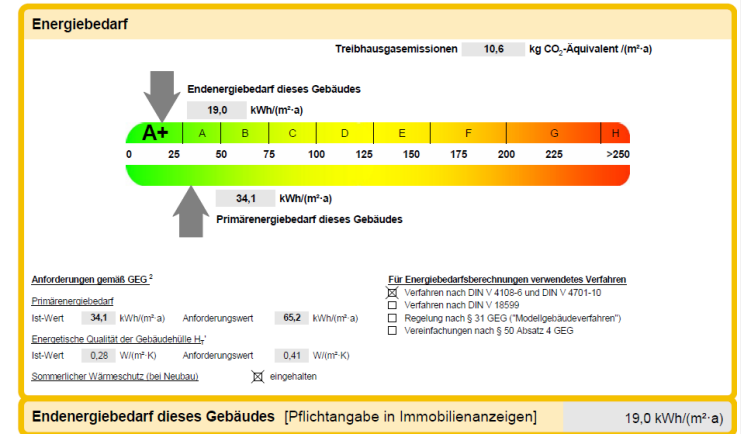 Energiebedarf
Treibhausgasemissionen 10,6 kg CO2-Äquivalent /(m²·a)
Endenergiebedarf dieses Gebäudes
19,0 kWh/(m²·a)
A+ A B C D E F G H
0 25 50 75 100 125 150 175 200 225 >250
34,1 kWh/(m²·a)
Primärenergiebedarf dieses Gebäudes
Anforderungen gemäß GEG 2
Für Energiebedarfsberechnungen verwendetes Verfahren
Primärenergiebedarf
Ist-Wert 34,1 kWh/(m²·a) Anforderungswert 65,2 kWh/(m²·a)
Energetische Qualität der Gebäudehülle HT'
Ist-Wert 0,28 W/(m²·K) Anforderungswert 0,41 W/(m²·K)
Sommerlicher Wärmeschutz (bei Neubau) ☒ eingehalten
☒ Verfahren nach DIN V 4108-6 und DIN V 4701-10
☐ Verfahren nach DIN V 18599
☐ Regelung nach § 31 GEG ("Modellgebäudeverfahren")
☐ Vereinfachungen nach § 50 Absatz 4 GEG
Endenergiebedarf dieses Gebäudes [Pflichtangabe in Immobilienanzeigen] 19,0 kWh/(m²·a)